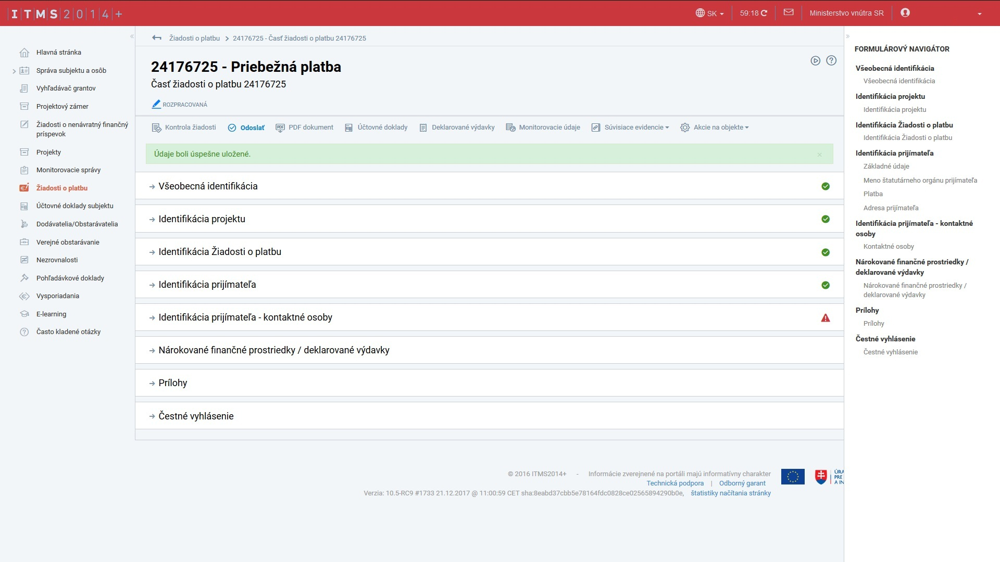 ITMS2014+
SK
59:18
Ministerstvo vnútra SR
Hlavná stránka
Správa subjektu a osôb
Vyhľadávač grantov
Projektový zámer
Žiadosti o nenávratný finančný
príspevok
Projekty
Monitorovacie správy
Žiadosti o platbu
Účtovné doklady subjektu
Dodávatelia/Obstarávatelia
Verejné obstarávanie
Nezrovnalosti
Pohľadávkové doklady
Vysporiadania
E-learning
Často kladené otázky
Žiadosti o platbu > 24176725 - Časť žiadosti o platbu 24176725
24176725 - Priebežná platba
Časť žiadosti o platbu 24176725
ROZPRACOVANÁ
Kontrola žiadosti
Odoslať
PDF dokument
Účtovné doklady
Deklarované výdavky
Monitorovacie údaje
Súvisiace evidencie
Akcie na objekte
Údaje boli úspešne uložené.
Všeobecná identifikácia
Identifikácia projektu
Identifikácia Žiadosti o platbu
Identifikácia prijímateľa
Identifikácia prijímateľa - kontaktné osoby
Nárokované finančné prostriedky / deklarované výdavky
Prílohy
Čestné vyhlásenie
© 2016 ITMS2014+ - Informácie zverejnené na portáli majú informatívny charakter
Technická podpora | Odborný garant
Verzia: 10.5-RC9 #1733 21.12.2017 @ 11:00:59 CET sha:8eabd37cbb5e78164fdc0828ce02565894290b0e, štatistiky načítania stránky
ÚRA
PRE
A IN
FORMULÁROVÝ NAVIGÁTOR
Všeobecná identifikácia
Všeobecná identifikácia
Identifikácia projektu
Identifikácia projektu
Identifikácia Žiadosti o platbu
Identifikácia Žiadosti o platbu
Identifikácia prijímateľa
Základné údaje
Meno štatutárneho orgánu prijímateľa
Platba
Adresa prijímateľa
Identifikácia prijímateľa - kontaktné
osoby
Kontaktné osoby
Nárokované finančné prostriedky /
deklarované výdavky
Nárokované finančné prostriedky /
deklarované výdavky
Prílohy
Prílohy
Čestné vyhlásenie
Čestné vyhlásenie